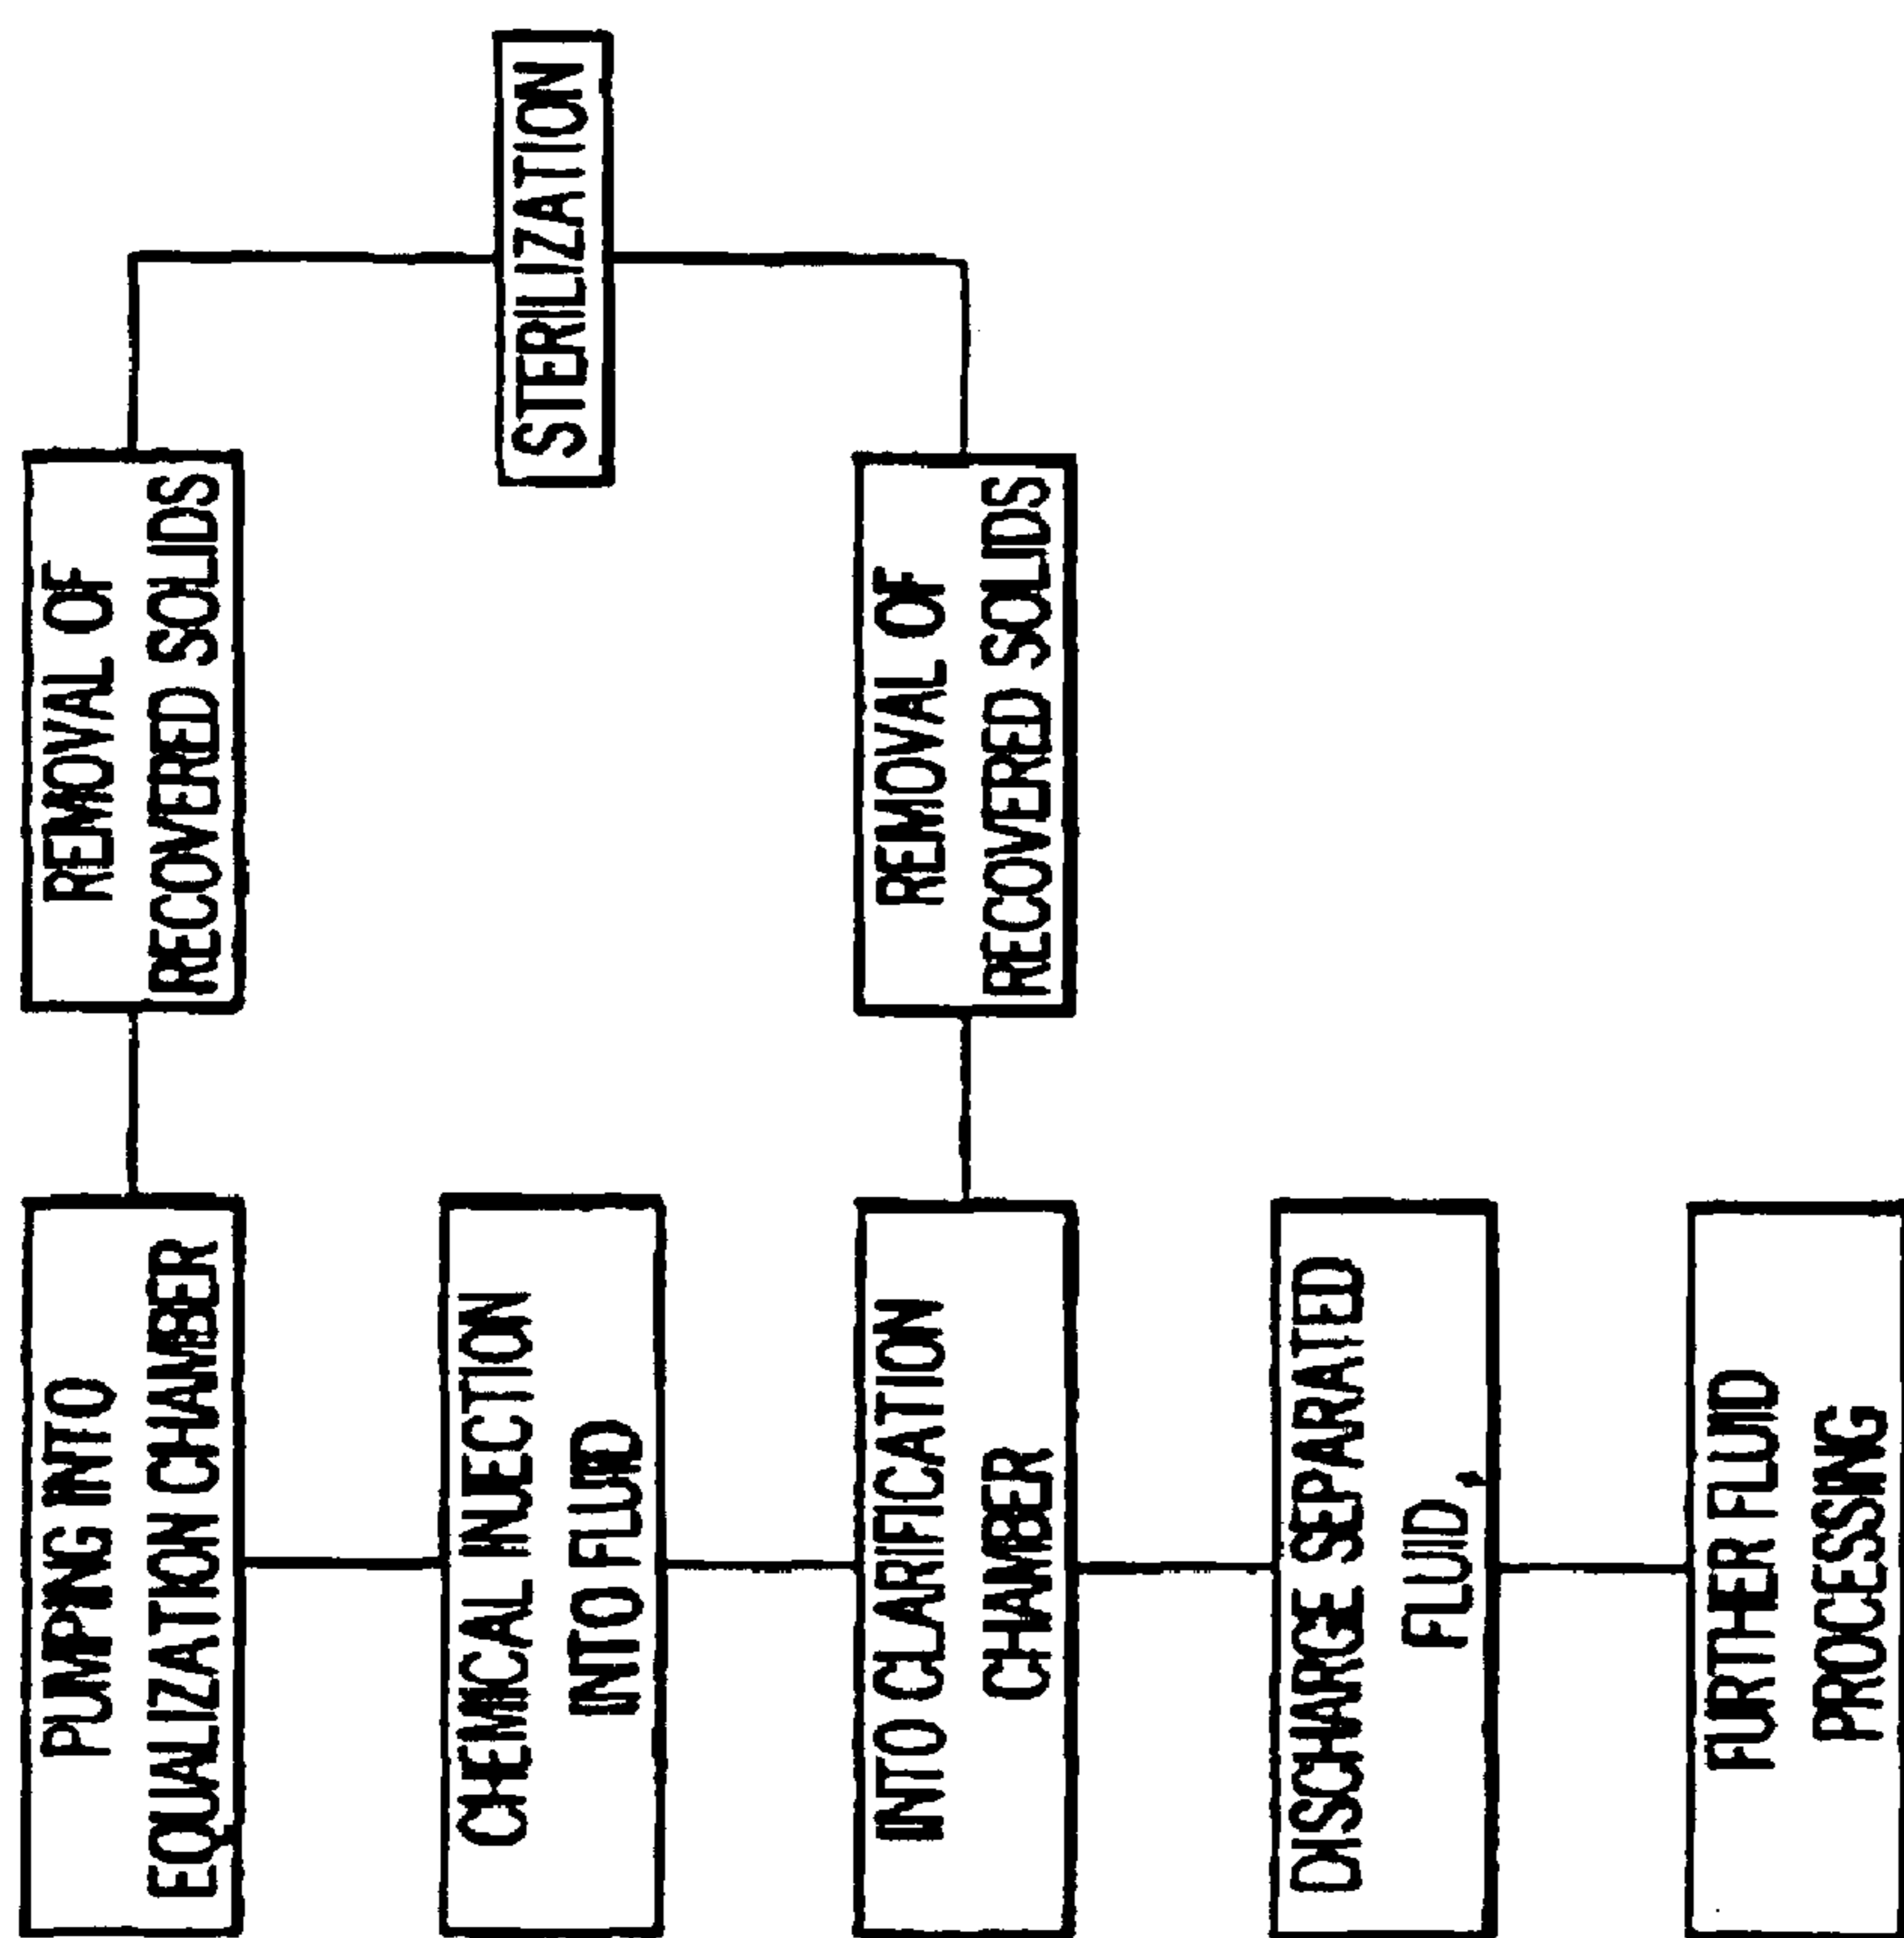 PUMPING INTO
EQUALIZATION CHAMBER
REMOVAL OF
RECOVERED SOLIDS
STERILIZATION
CHEMICAL INJECTION
INTO FLUID
INTO CLARIFICATION
CHAMBER
REMOVAL OF
RECOVERED SOLIDS
DISCHARGE SEPARATED
FLUID
FURTHER FLUID
PROCESSING